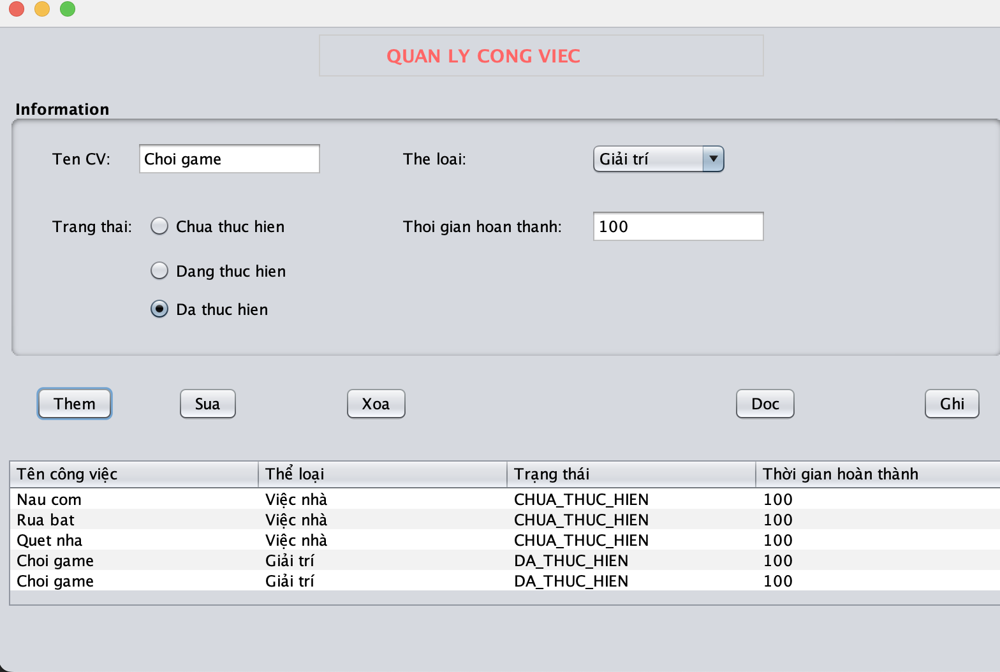 QUAN LY CONG VIEC
Information
Ten CV: Choi game The loai: Giải trí
Trang thai: Chua thuc hien Thoi gian hoan thanh: 100
Dang thuc hien
Da thuc hien
Them Sua Xoa Doc Ghi
Tên công việc Thể loại Trạng thái Thời gian hoàn thành
Nau com Việc nhà CHUA_THUC_HIEN 100
Rua bat Việc nhà CHUA_THUC_HIEN 100
Quet nha Việc nhà CHUA_THUC_HIEN 100
Choi game Giải trí DA_THUC_HIEN 100
Choi game Giải trí DA_THUC_HIEN 100